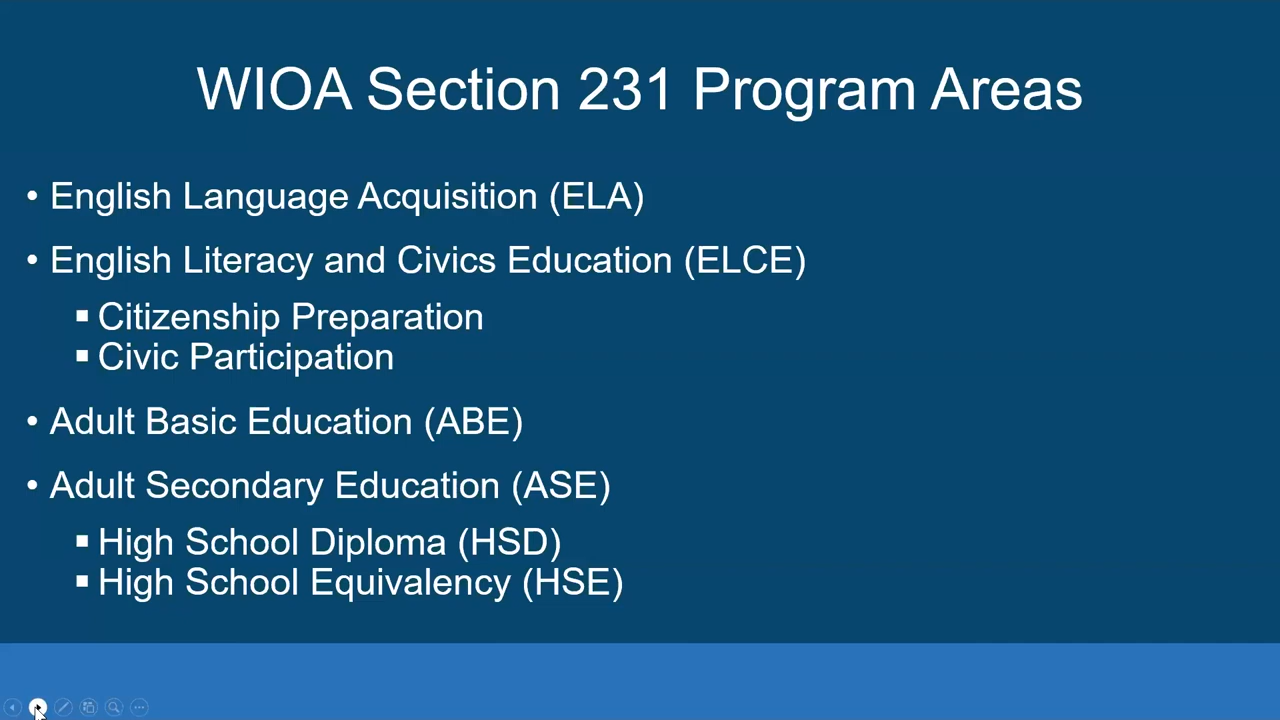 WIOA Section 231 Program Areas
• English Language Acquisition (ELA)
• English Literacy and Civics Education (ELCE)
▪ Citizenship Preparation
▪ Civic Participation
• Adult Basic Education (ABE)
• Adult Secondary Education (ASE)
▪ High School Diploma (HSD)
▪ High School Equivalency (HSE)